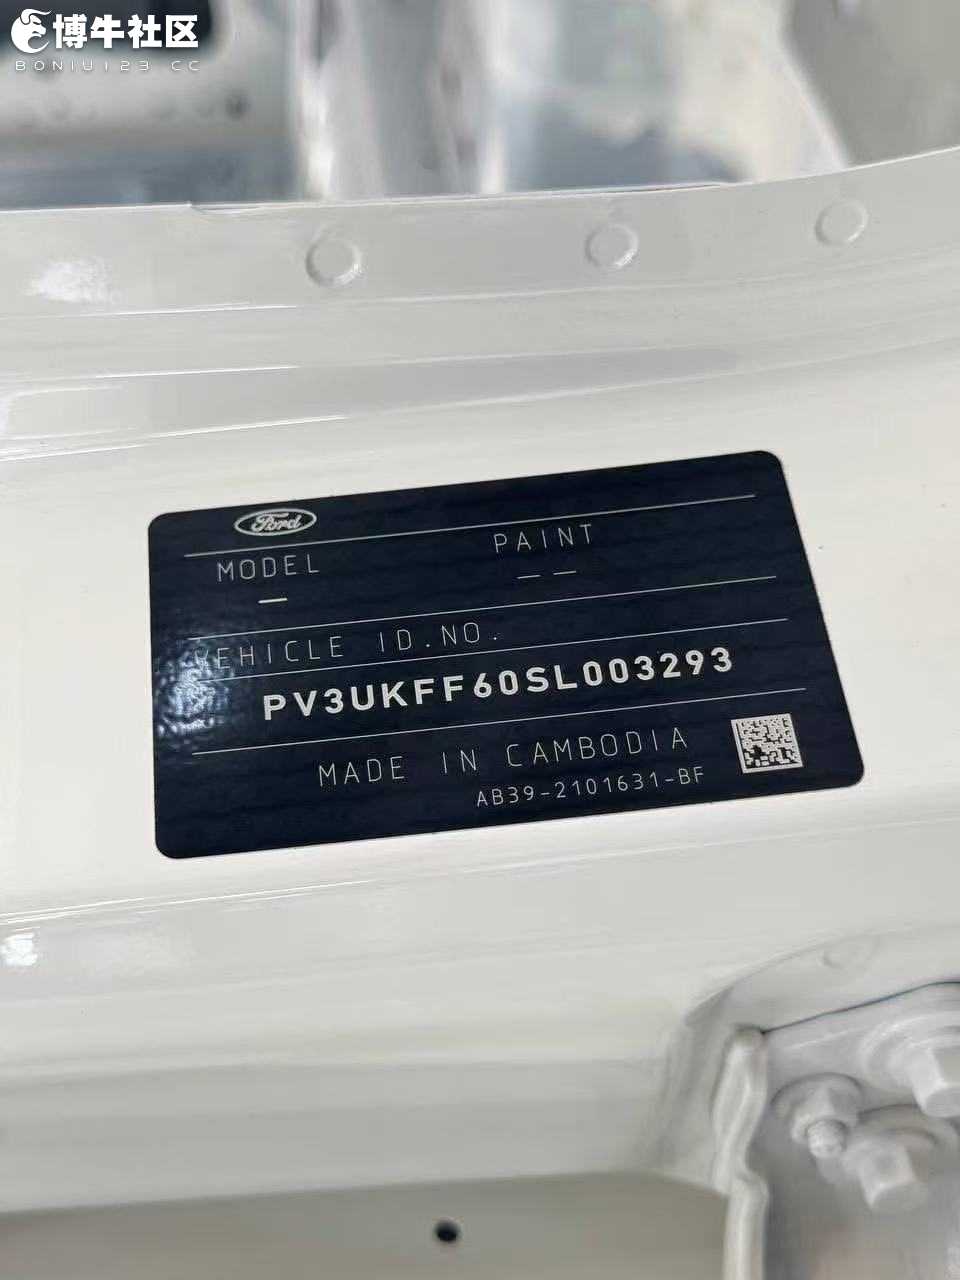 博牛社区
BONIU123 CC
Ford
MODEL PAINT
— — —
VEHICLE ID.NO.
PV3UKFF60SL003293
MADE IN CAMBODIA
AB39-2101631-BF